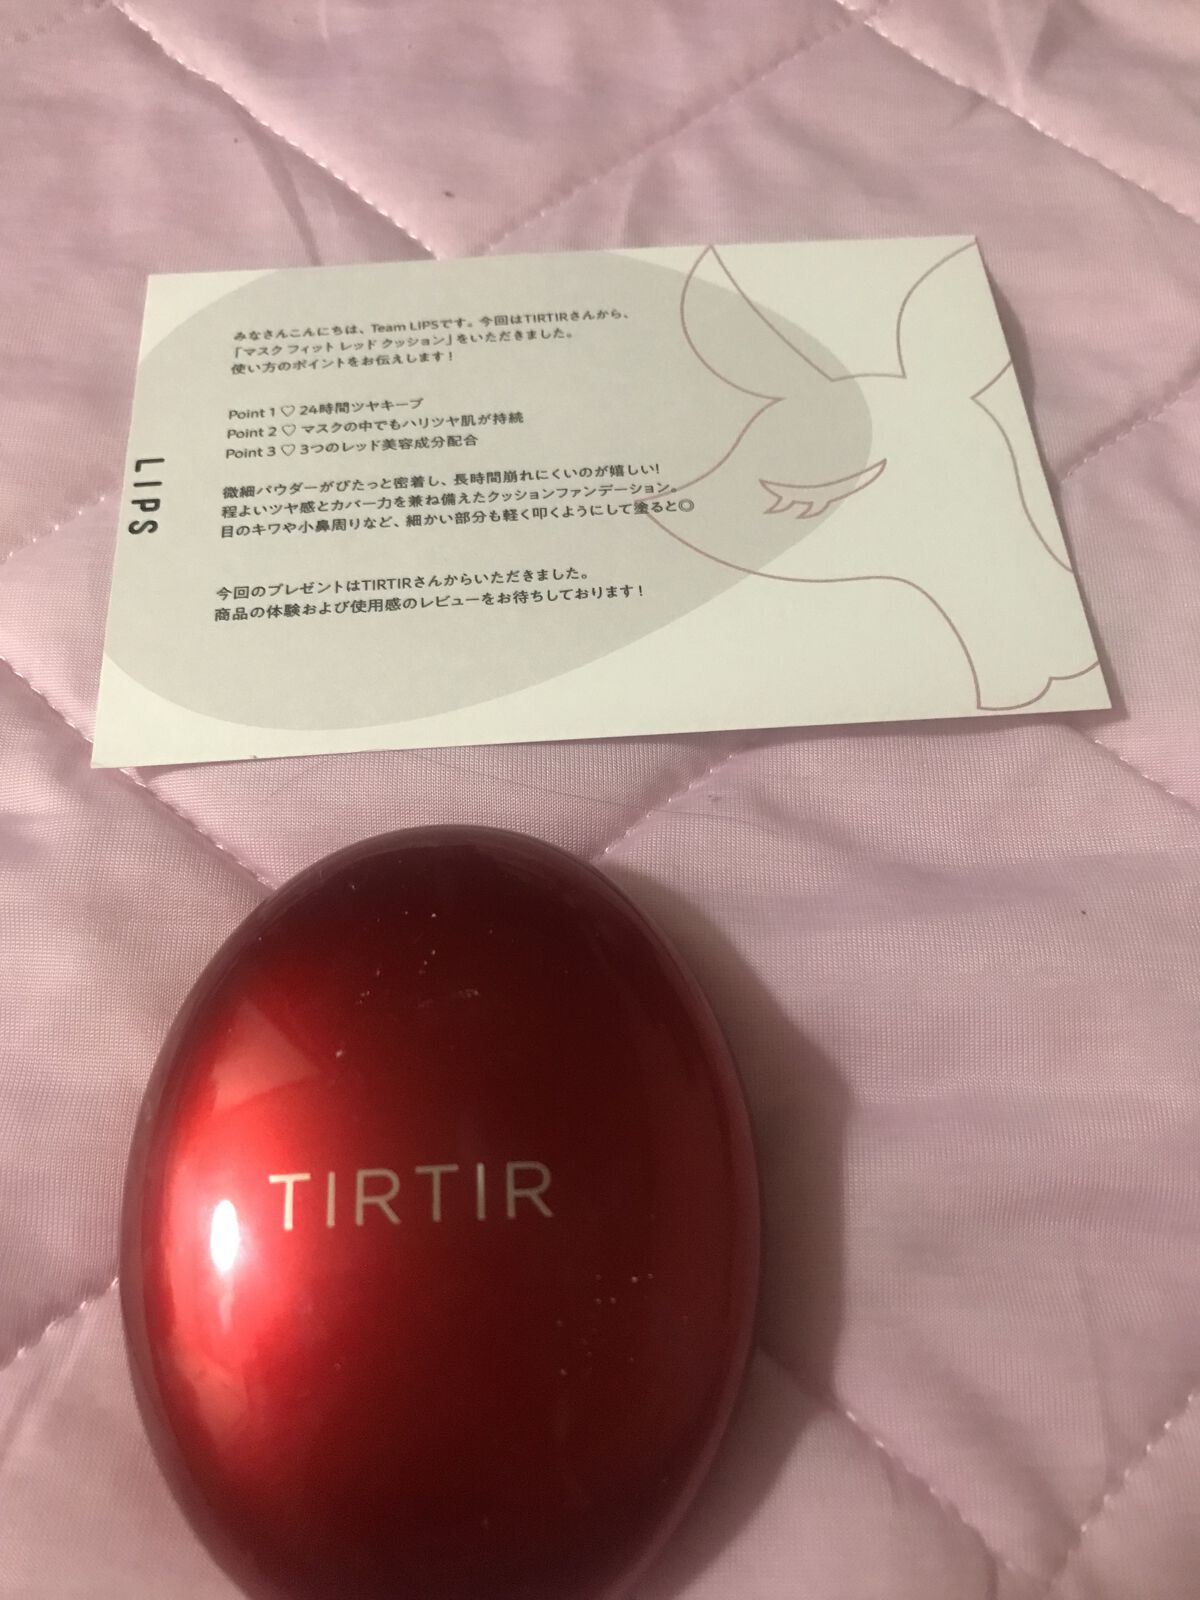 みなさんこんにちは、Team LIPSです。今回はTIRTIRさんから、
「マスク フィット レッド クッション」をいただきました。
使い方のポイントをお伝えします!
Point 1 ♡ 24時間ツヤキープ
Point 2 ♡ マスクの中でもハリツヤ肌が持続
Point 3 ♡ 3つのレッド美容成分配合
微細パウダーがぴたっと密着し、長時間崩れにくいのが嬉しい!
程よいツヤ感とカバー力を兼ね備えたクッションファンデーション。
目のキワや小鼻周りなど、細かい部分も軽く叩くようにして塗ると◎
今回のプレゼントはTIRTIRさんからいただきました。
商品の体験および使用感のレビューをお待ちしております!
LIPS
TIRTIR